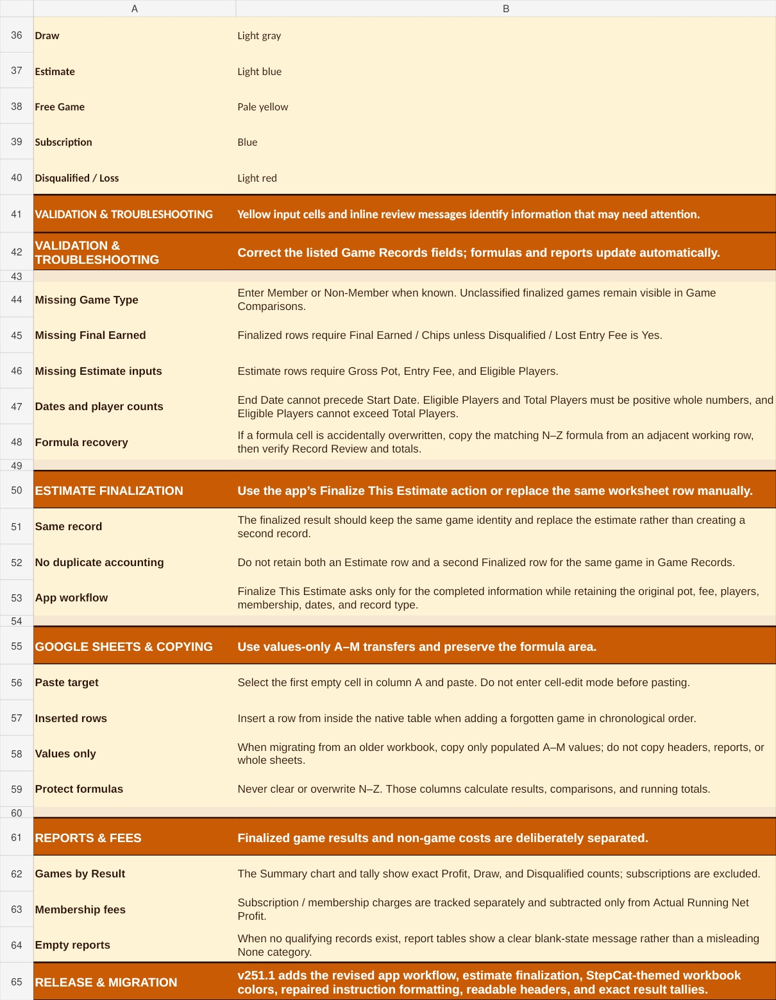 A B
36 Draw Light gray
37 Estimate Light blue
38 Free Game Pale yellow
39 Subscription Blue
40 Disqualified / Loss Light red
41 VALIDATION & TROUBLESHOOTING Yellow input cells and inline review messages identify information that may need attention.
42 VALIDATION &
TROUBLESHOOTING Correct the listed Game Records fields; formulas and reports update automatically.
43
44 Missing Game Type Enter Member or Non-Member when known. Unclassified finalized games remain visible in Game
Comparisons.
45 Missing Final Earned Finalized rows require Final Earned / Chips unless Disqualified / Lost Entry Fee is Yes.
46 Missing Estimate inputs Estimate rows require Gross Pot, Entry Fee, and Eligible Players.
47 Dates and player counts End Date cannot precede Start Date. Eligible Players and Total Players must be positive whole numbers, and
Eligible Players cannot exceed Total Players.
48 Formula recovery If a formula cell is accidentally overwritten, copy the matching N–Z formula from an adjacent working row,
then verify Record Review and totals.
49
50 ESTIMATE FINALIZATION Use the app’s Finalize This Estimate action or replace the same worksheet row manually.
51 Same record The finalized result should keep the same game identity and replace the estimate rather than creating a
second record.
52 No duplicate accounting Do not retain both an Estimate row and a second Finalized row for the same game in Game Records.
53 App workflow Finalize This Estimate asks only for the completed information while retaining the original pot, fee, players,
membership, dates, and record type.
54
55 GOOGLE SHEETS & COPYING Use values-only A–M transfers and preserve the formula area.
56 Paste target Select the first empty cell in column A and paste. Do not enter cell-edit mode before pasting.
57 Inserted rows Insert a row from inside the native table when adding a forgotten game in chronological order.
58 Values only When migrating from an older workbook, copy only populated A–M values; do not copy headers, reports, or
whole sheets.
59 Protect formulas Never clear or overwrite N–Z. Those columns calculate results, comparisons, and running totals.
60
61 REPORTS & FEES Finalized game results and non-game costs are deliberately separated.
62 Games by Result The Summary chart and tally show exact Profit, Draw, and Disqualified counts; subscriptions are excluded.
63 Membership fees Subscription / membership charges are tracked separately and subtracted only from Actual Running Net
Profit.
64 Empty reports When no qualifying records exist, report tables show a clear blank-state message rather than a misleading
None category.
65 RELEASE & MIGRATION v251.1 adds the revised app workflow, estimate finalization, StepCat-themed workbook
colors, repaired instruction formatting, readable headers, and exact result tallies.